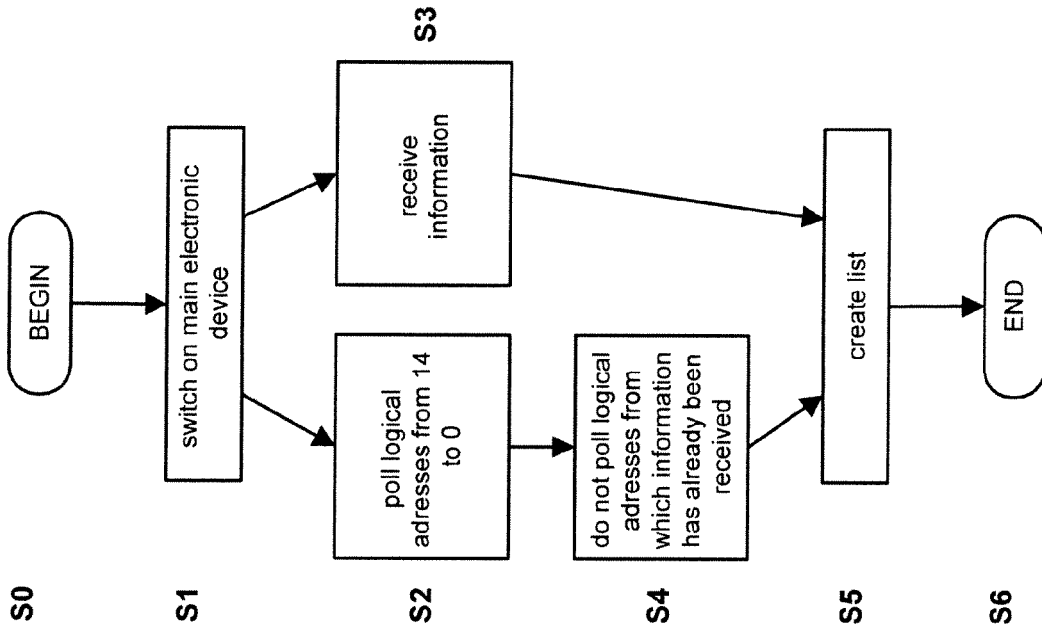 S0
BEGIN
S1
switch on main electronic
device
S2
poll logical
adresses from 14
to 0
receive
information
S3
S4
do not poll logical
adresses from
which information
has already been
received
S5
create list
S6
END